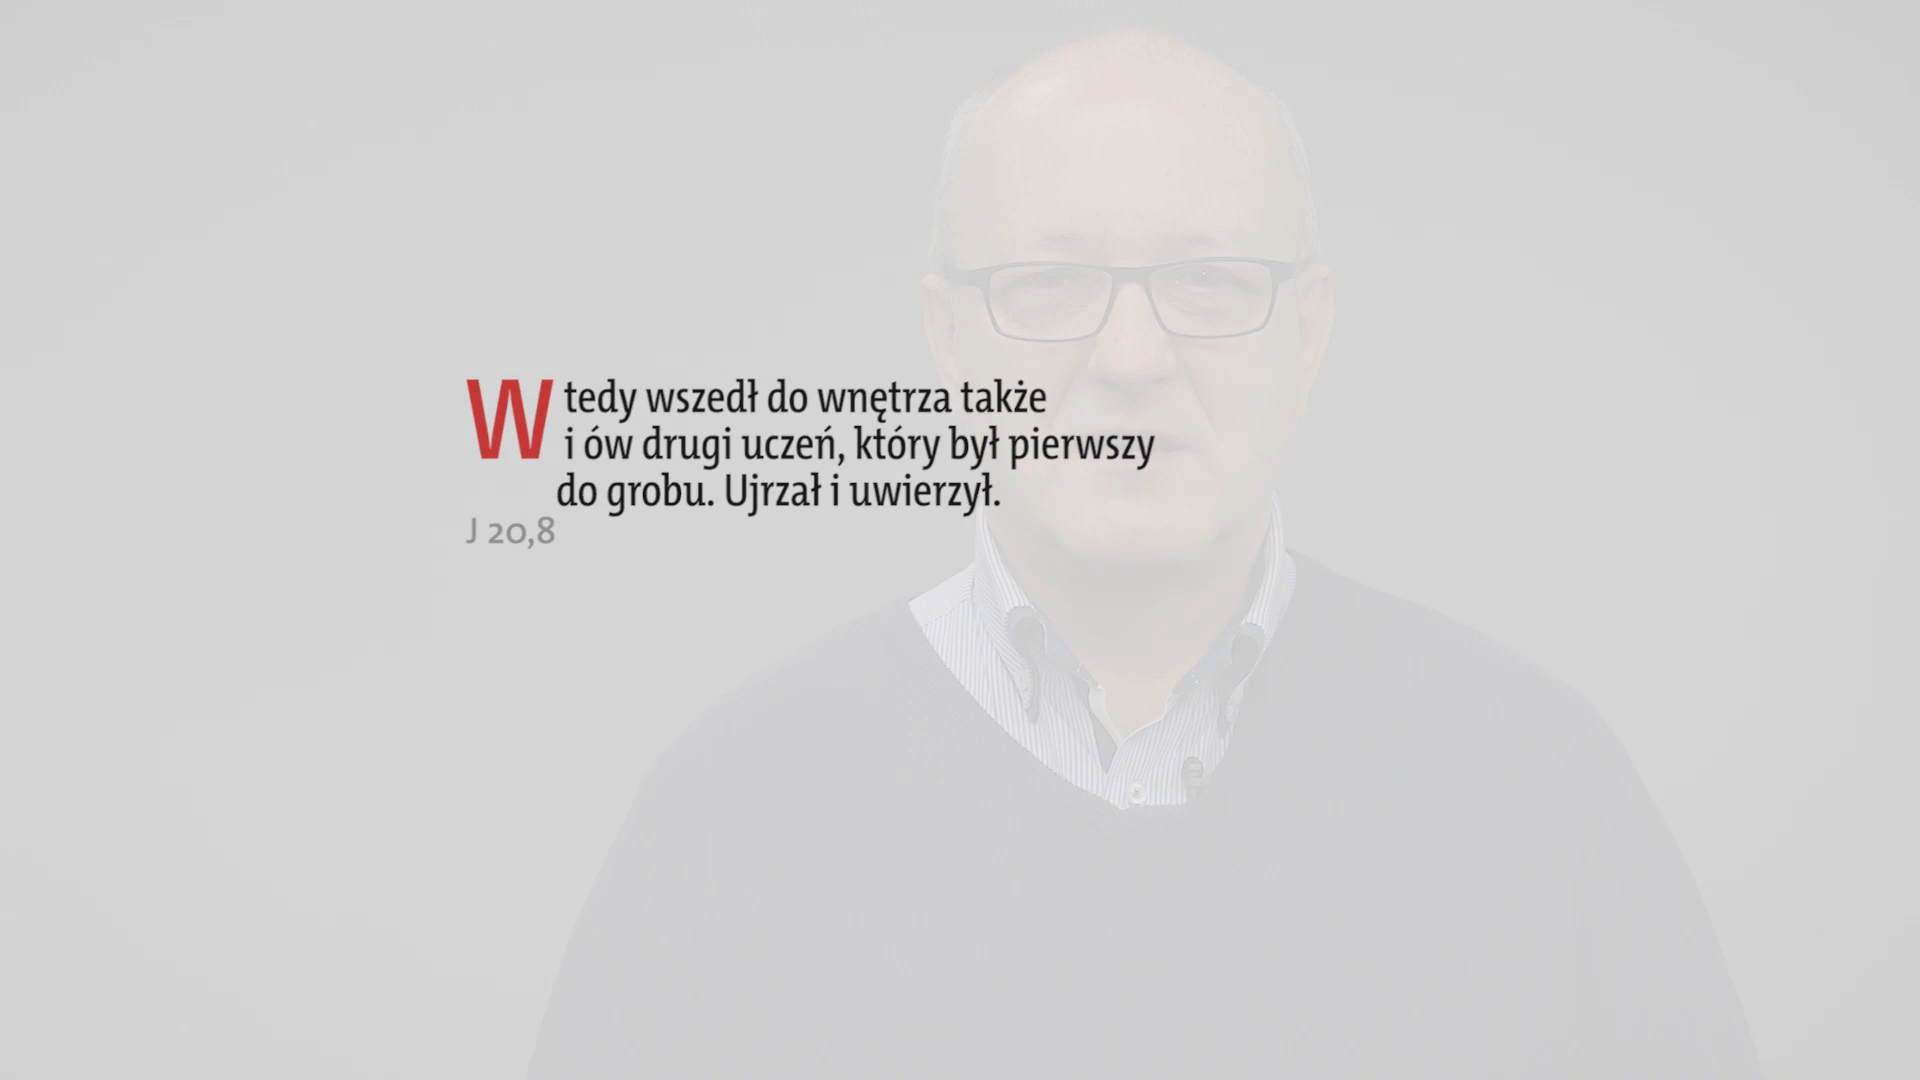 Wtedy wszedł do wnętrza także
i ów drugi uczeń, który był pierwszy
do grobu. Ujrzał i uwierzył.
J 20,8